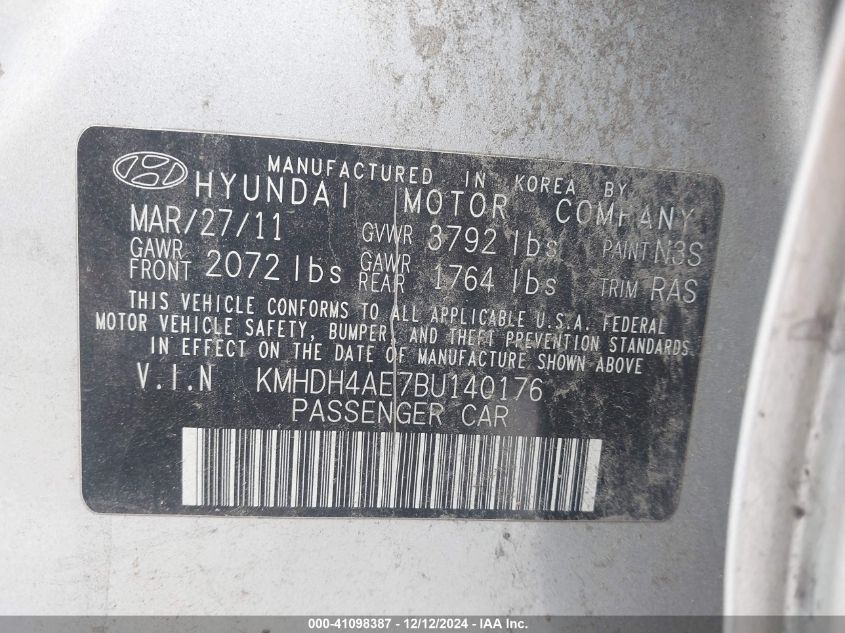 MANUFACTURED IN KOREA BY
HYUNDAI MOTOR COMPANY
MAR/27/11 GVWR 3792 lbs PAINT N3S
GAWR FRONT 2072 lbs GAWR REAR 1764 lbs TRIM RAS
THIS VEHICLE CONFORMS TO ALL APPLICABLE U.S.A. FEDERAL
MOTOR VEHICLE SAFETY, BUMPER, AND THEFT PREVENTION STANDARDS
IN EFFECT ON THE DATE OF MANUFACTURE SHOWN ABOVE
V.I.N KMHDH4AE7BU140176
PASSENGER CAR
000-41098387 - 12/12/2024 - IAA, Inc.